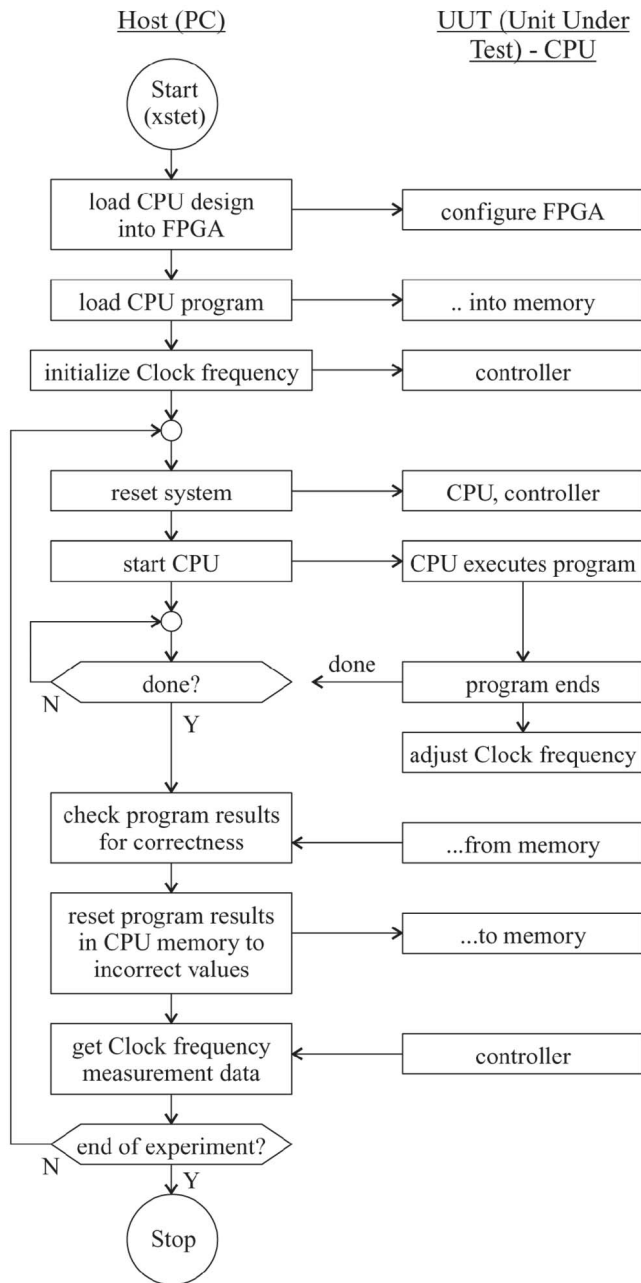 Host (PC)
UUT (Unit Under
Test) - CPU
Start
(xstet)
load CPU design
into FPGA
configure FPGA
load CPU program
.. into memory
initialize Clock frequency
controller
reset system
CPU, controller
start CPU
CPU executes program
done?
done
program ends
N
Y
adjust Clock frequency
check program results
for correctness
...from memory
reset program results
in CPU memory to
incorrect values
...to memory
get Clock frequency
measurement data
controller
end of experiment?
N
Y
Stop